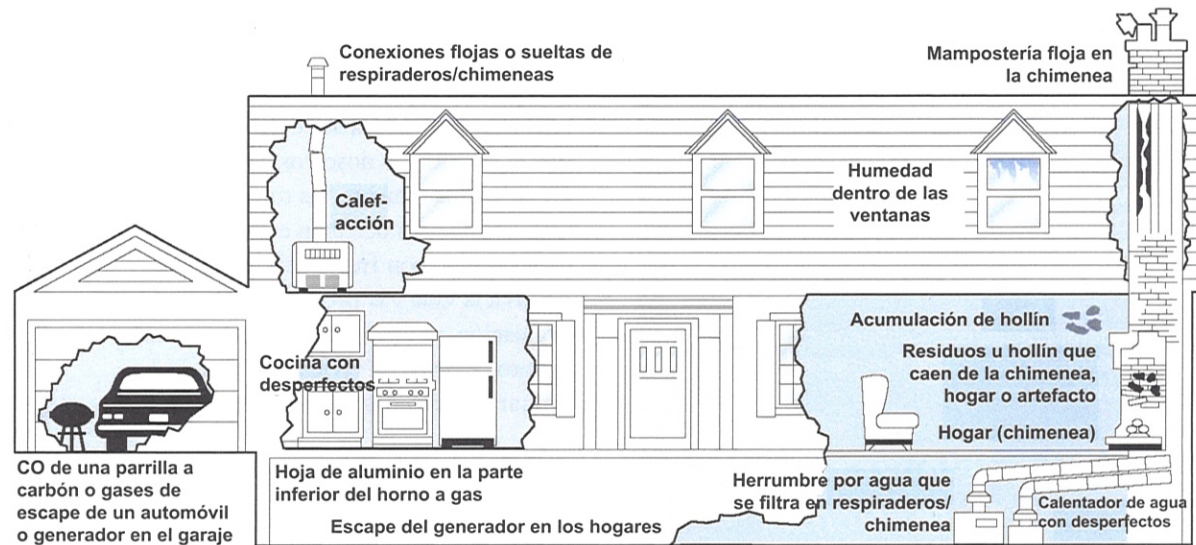 Conexiones flojas o sueltas de
respiraderos/chimeneas
Mampostería floja en
la chimenea
Calef-
acción
Humedad
dentro de las
ventanas
Cocina con
desperfectos
Acumulación de hollín
Residuos u hollín que
caen de la chimenea,
hogar o artefacto
Hogar (chimenea)
CO de una parrilla a
carbón o gases de
escape de un automóvil
o generador en el garaje
Hoja de aluminio en la parte
inferior del horno a gas
Escape del generador en los hogares
Herrumbre por agua que
se filtra en respiraderos/
chimenea
Calentador de agua
con desperfectos